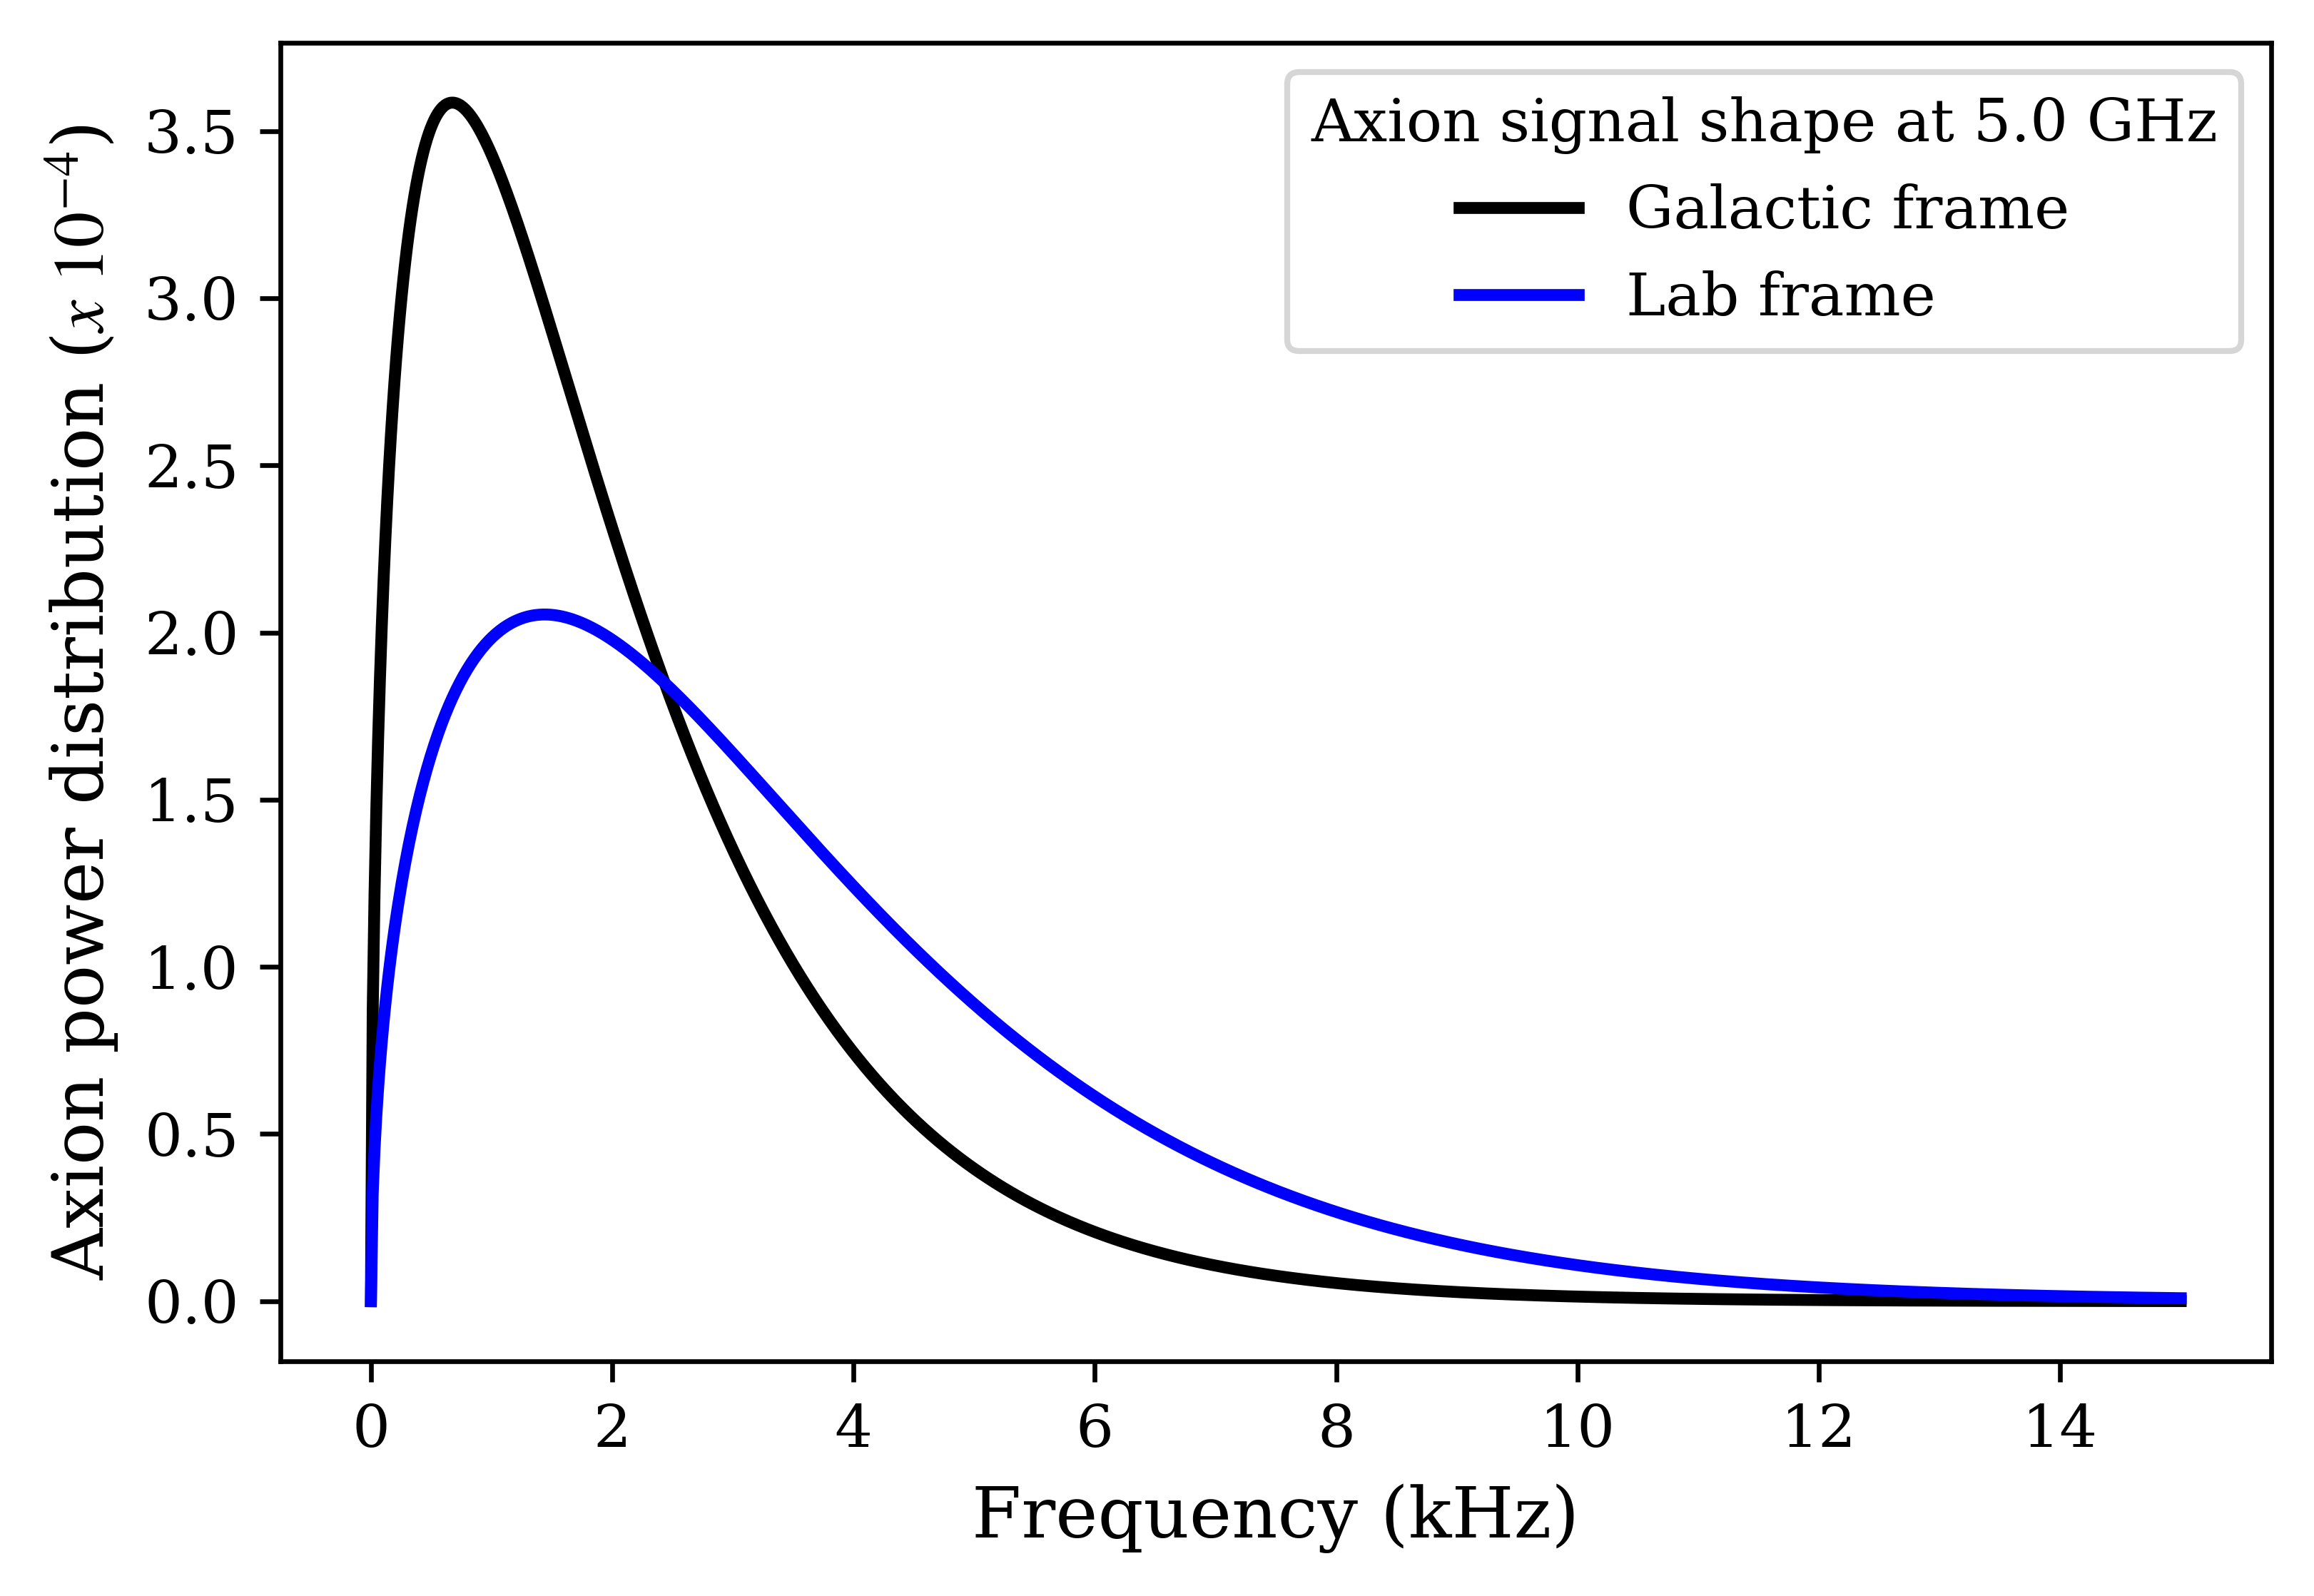 Axion power distribution (x 10⁻⁴)
3.5
3.0
2.5
2.0
1.5
1.0
0.5
0.0
Axion signal shape at 5.0 GHz
Galactic frame
Lab frame
0 2 4 6 8 10 12 14
Frequency (kHz)